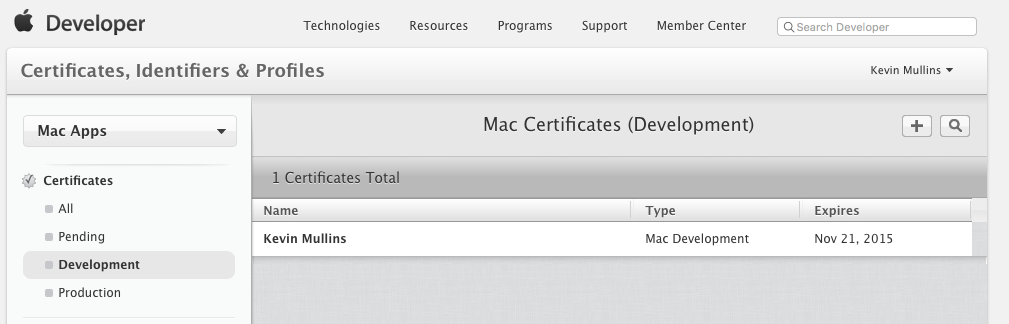 Developer
Technologies Resources Programs Support Member Center Search Developer
Certificates, Identifiers & Profiles
Kevin Mullins
Mac Apps
Mac Certificates (Development)
Certificates
All
Pending
Development
Production
1 Certificates Total
Name Type Expires
Kevin Mullins Mac Development Nov 21, 2015